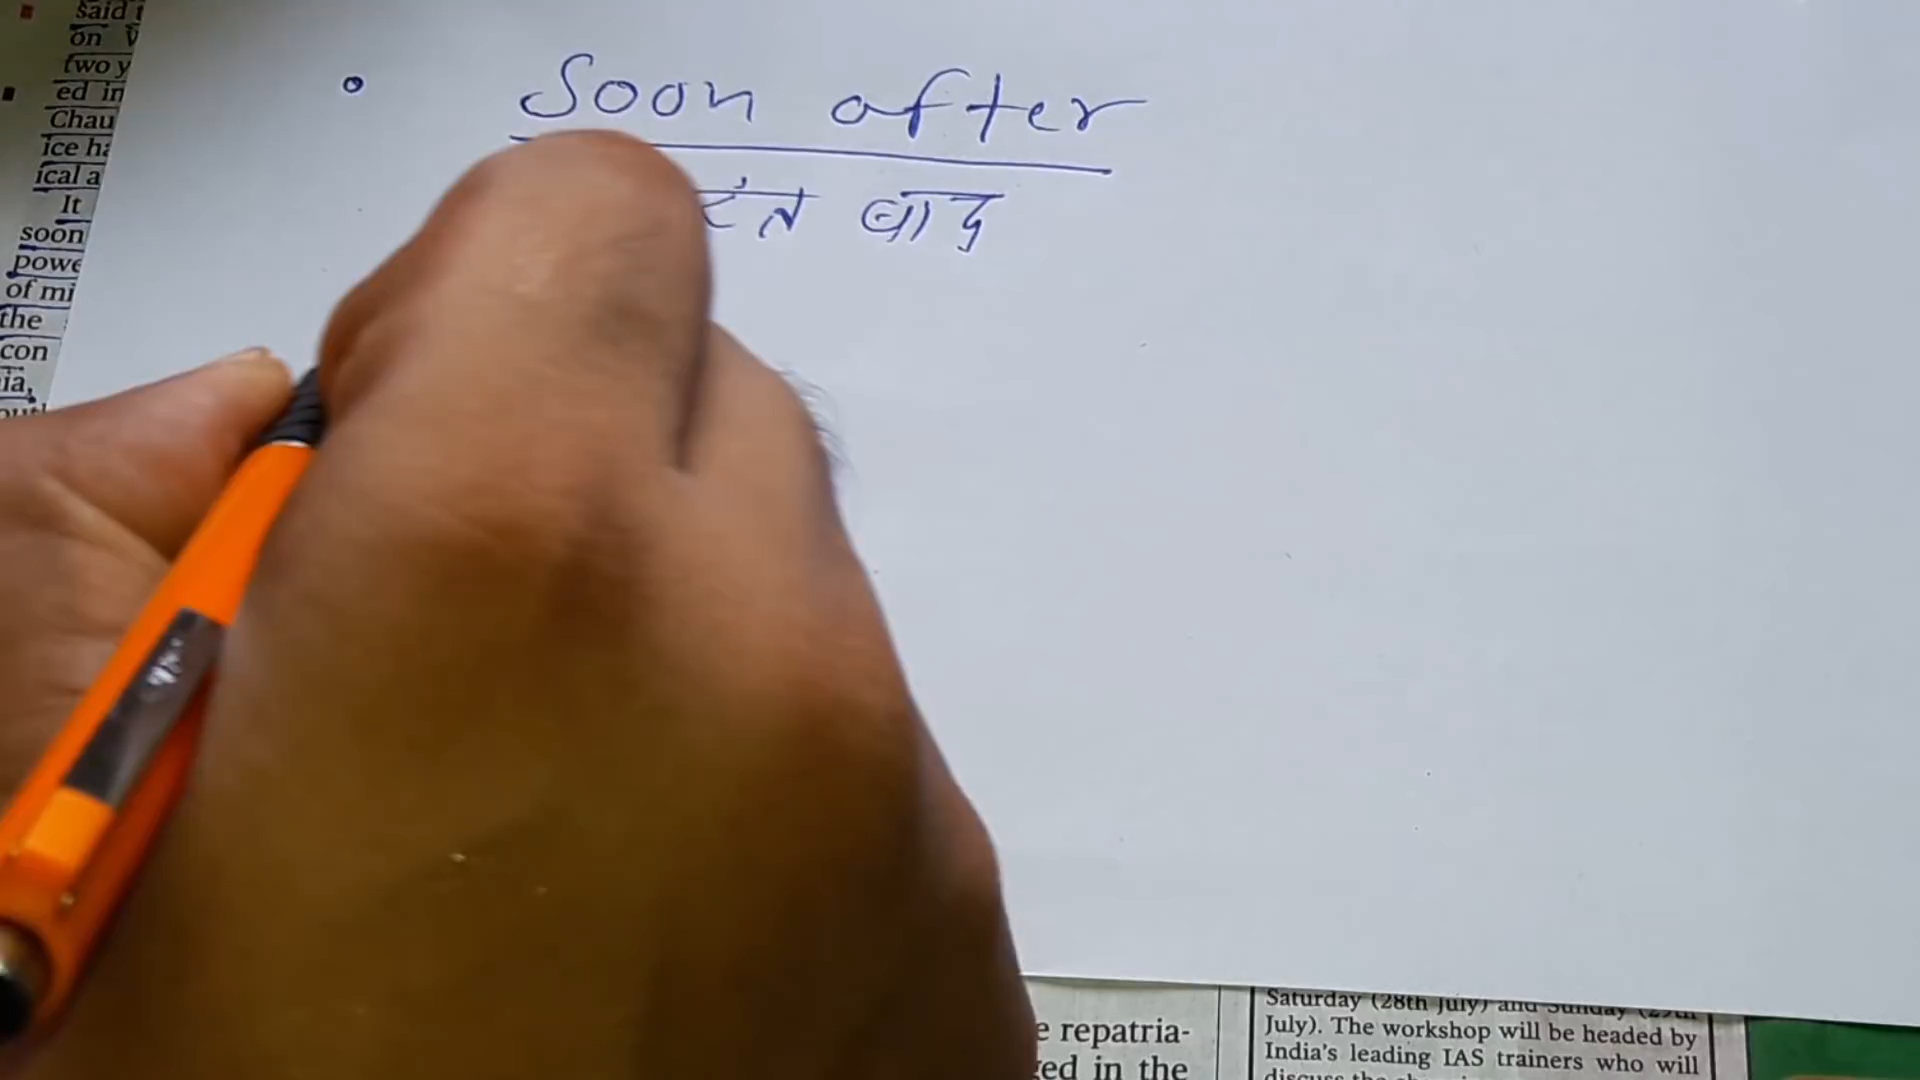 said t
on V
two y
ed in
Chau
ice ha
ical a
It
soon
powe
of mi
the
con
ia,
Soon after
रंत बाद
e repatria-
ed in the
Saturday (28th July) and Sunday (29th
July). The workshop will be headed by
India's leading IAS trainers who will